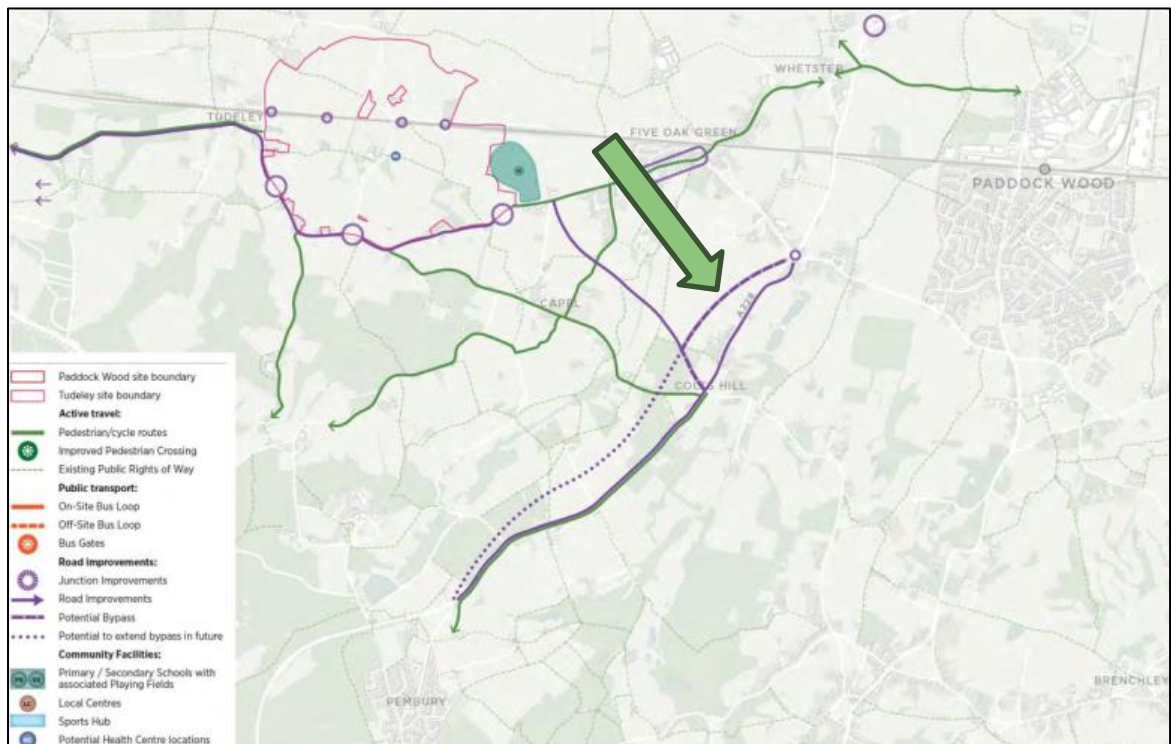 WHETSTED
TUDELEY
FIVE OAK GREEN
PADDOCK WOOD
CAPEL
A228
COLTS HILL
PEMBURY
BRENCHLEY
Paddock Wood site boundary
Tudeley site boundary
Active travel:
Pedestrian/cycle routes
Improved Pedestrian Crossing
Existing Public Rights of Way
Public transport:
On-Site Bus Loop
Off-Site Bus Loop
Bus Gates
Road improvements:
Junction Improvements
Road Improvements
Potential Bypass
Potential to extend bypass in future
Community Facilities:
PS SS Primary / Secondary Schools with
associated Playing Fields
LC Local Centres
Sports Hub
Potential Health Centre locations